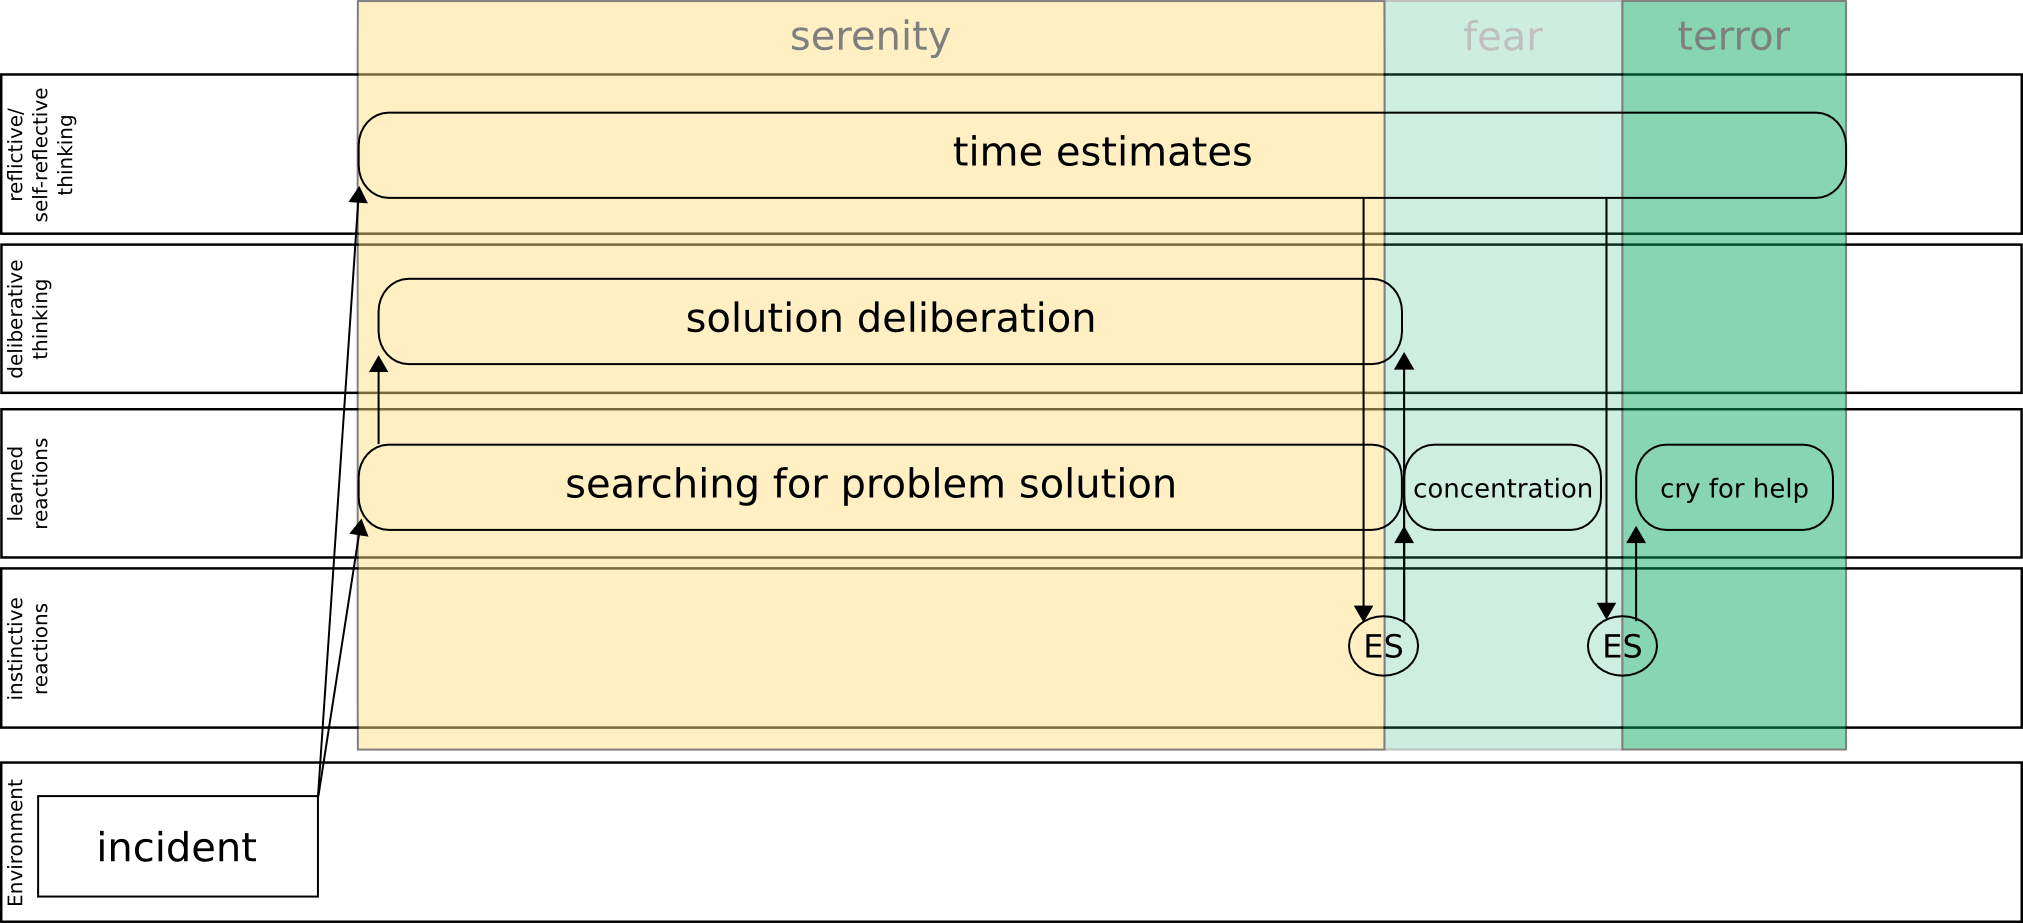 serenity
fear
terror
reflictive/
self-reflective
thinking
time estimates
deliberative
thinking
solution deliberation
learned
reactions
searching for problem solution
concentration
cry for help
instinctive
reactions
ES
ES
Environment
incident